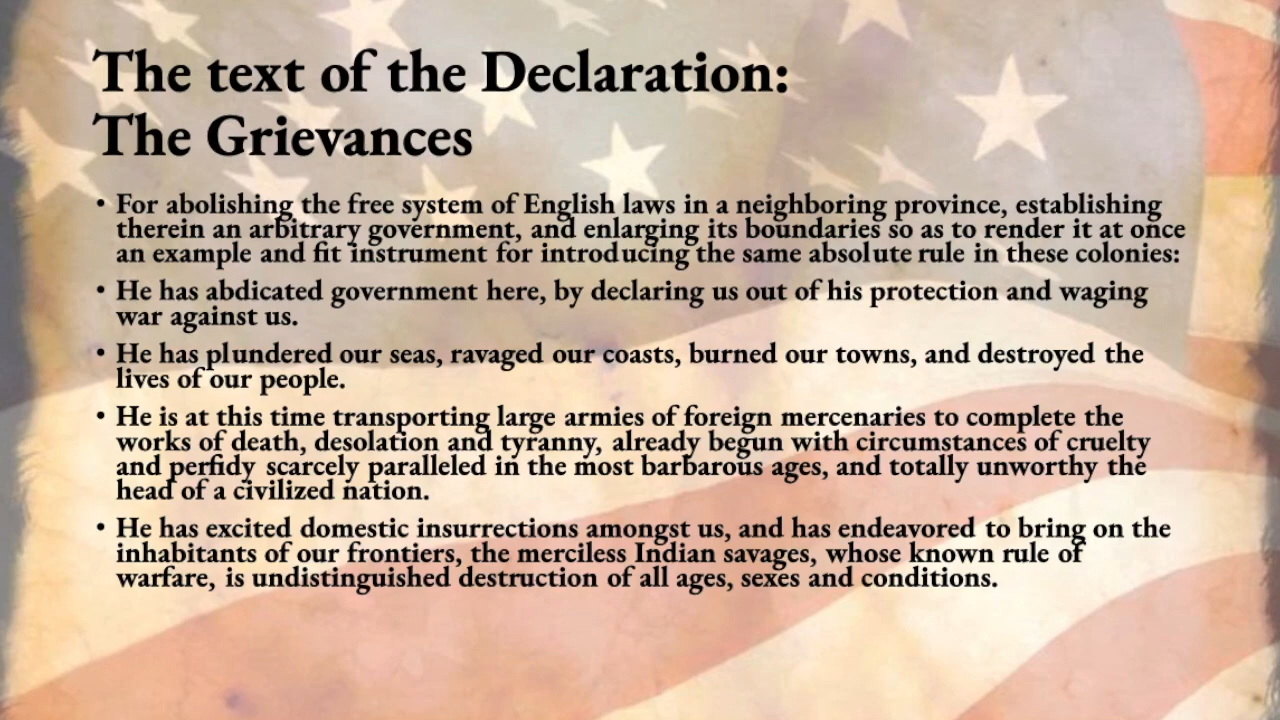 The text of the Declaration:
The Grievances
• For abolishing the free system of English laws in a neighboring province, establishing
therein an arbitrary government, and enlarging its boundaries so as to render it at once
an example and fit instrument for introducing the same absolute rule in these colonies:
• He has abdicated government here, by declaring us out of his protection and waging
war against us.
• He has plundered our seas, ravaged our coasts, burned our towns, and destroyed the
lives of our people.
• He is at this time transporting large armies of foreign mercenaries to complete the
works of death, desolation and tyranny, already begun with circumstances of cruelty
and perfidy scarcely paralleled in the most barbarous ages, and totally unworthy the
head of a civilized nation.
• He has excited domestic insurrections amongst us, and has endeavored to bring on the
inhabitants of our frontiers, the merciless Indian savages, whose known rule of
warfare, is undistinguished destruction of all ages, sexes and conditions.